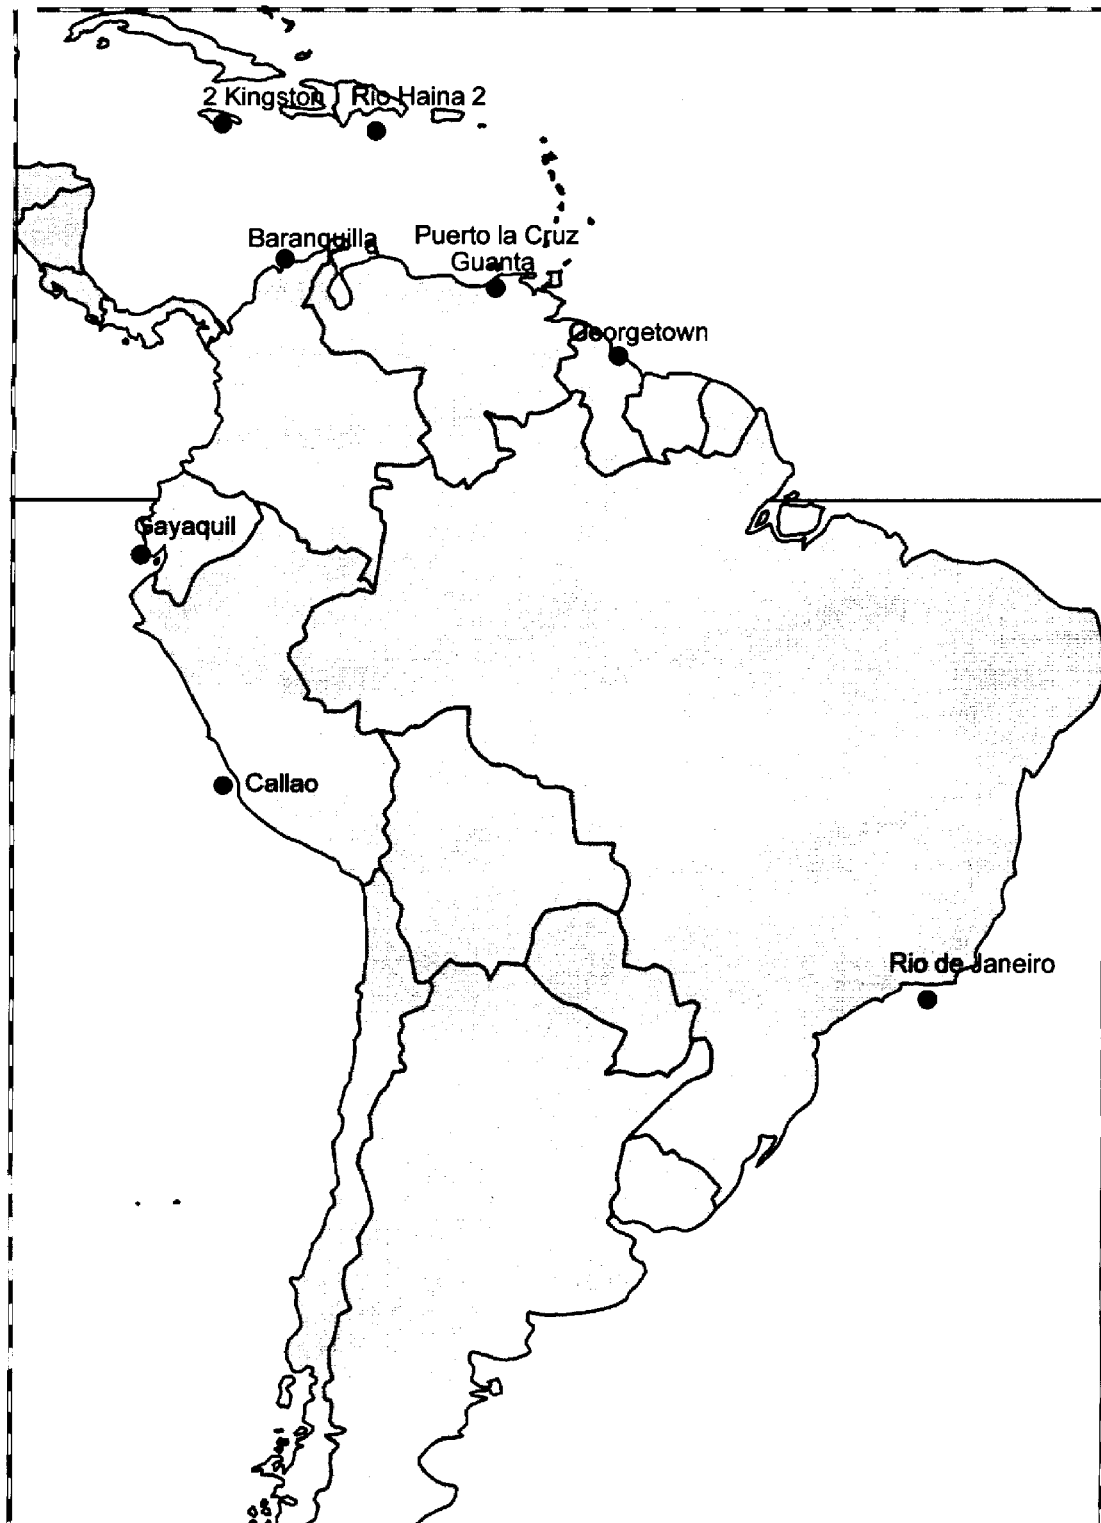 2 Kingston
Rio Haina 2
Baranquilla
Puerto la Cruz
Guanta
Georgetown
Gayaquil
Callao
Rio de Janeiro